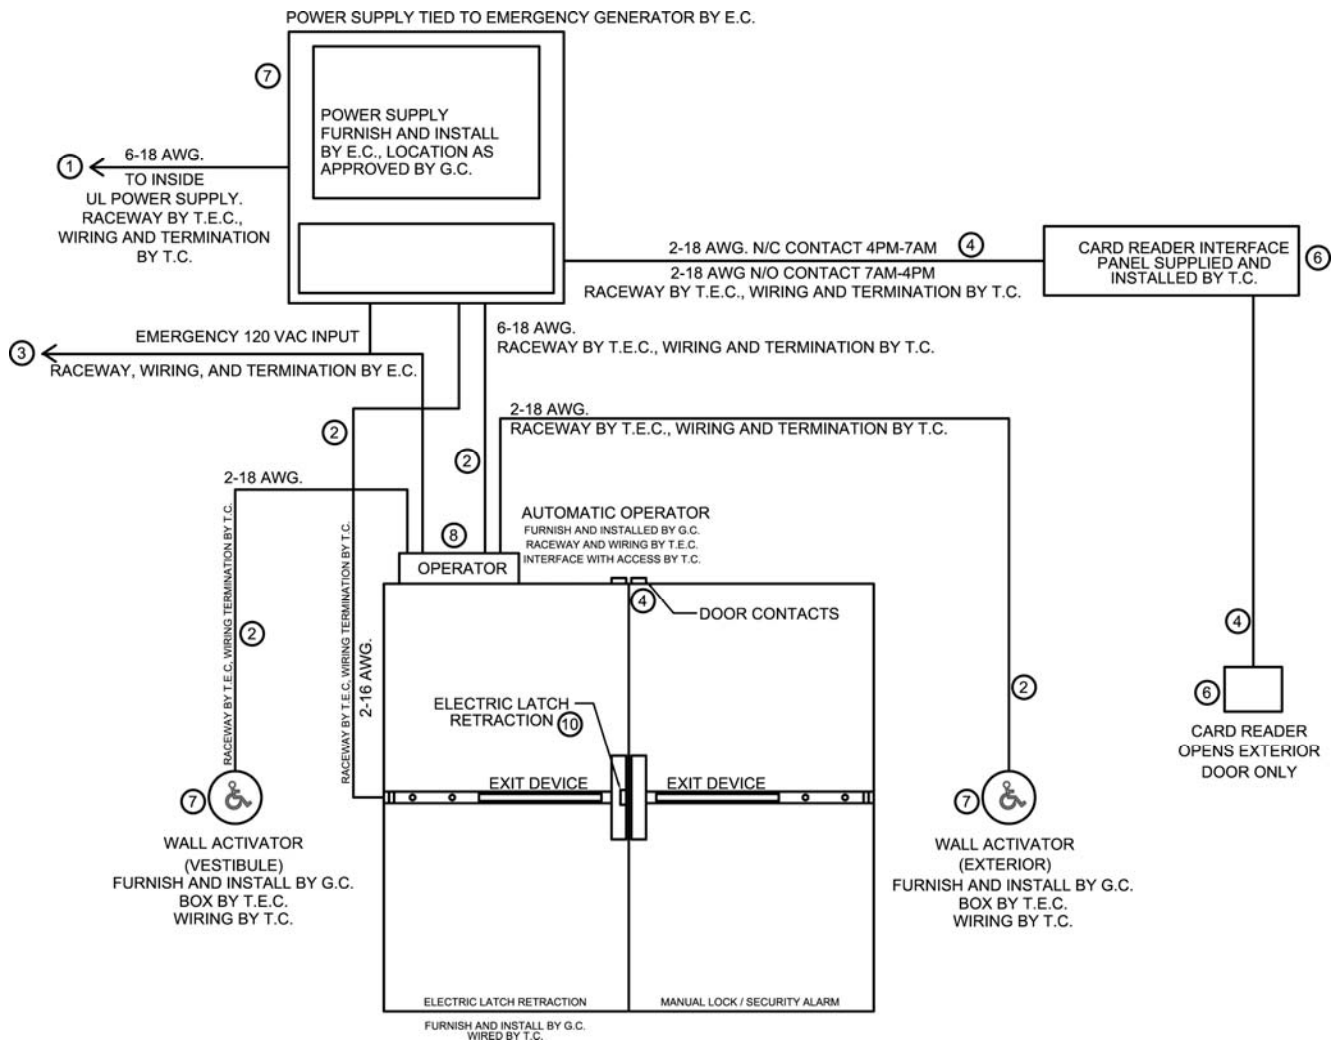 POWER SUPPLY TIED TO EMERGENCY GENERATOR BY E.C.
7
POWER SUPPLY
FURNISH AND INSTALL
BY E.C., LOCATION AS
APPROVED BY G.C.
1
6-18 AWG.
TO INSIDE
UL POWER SUPPLY.
RACEWAY BY T.E.C.,
WIRING AND TERMINATION
BY T.C.
2-18 AWG. N/C CONTACT 4PM-7AM
4
2-18 AWG N/O CONTACT 7AM-4PM
RACEWAY BY T.E.C., WIRING AND TERMINATION BY T.C.
CARD READER INTERFACE
PANEL SUPPLIED AND
INSTALLED BY T.C.
6
3
EMERGENCY 120 VAC INPUT
RACEWAY, WIRING, AND TERMINATION BY E.C.
6-18 AWG.
RACEWAY BY T.E.C., WIRING AND TERMINATION BY T.C.
2
2
2-18 AWG.
RACEWAY BY T.E.C., WIRING AND TERMINATION BY T.C.
2-18 AWG.
RACEWAY BY T.E.C, WIRING TERMINATION BY T.C.
2
RACEWAY BY T.E.C, WIRING TERMINATION BY T.C.
2-16 AWG.
8
OPERATOR
AUTOMATIC OPERATOR
FURNISH AND INSTALLED BY G.C.
RACEWAY AND WIRING BY T.E.C.
INTERFACE WITH ACCESS BY T.C.
4
DOOR CONTACTS
ELECTRIC LATCH
RETRACTION
10
EXIT DEVICE
EXIT DEVICE
2
4
6
CARD READER
OPENS EXTERIOR
DOOR ONLY
7
WALL ACTIVATOR
(VESTIBULE)
FURNISH AND INSTALL BY G.C.
BOX BY T.E.C.
WIRING BY T.C.
7
WALL ACTIVATOR
(EXTERIOR)
FURNISH AND INSTALL BY G.C.
BOX BY T.E.C.
WIRING BY T.C.
ELECTRIC LATCH RETRACTION
MANUAL LOCK / SECURITY ALARM
FURNISH AND INSTALL BY G.C.
WIRED BY T.C.